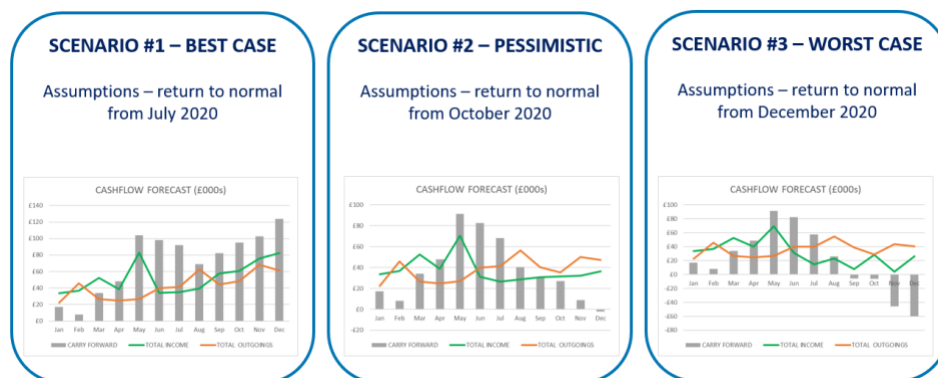 SCENARIO #1 – BEST CASE
Assumptions – return to normal
from July 2020
CASHFLOW FORECAST (£000s)
£140
£120
£100
£80
£60
£40
£20
£0
Jan Feb Mar Apr May Jun Jul Aug Sep Oct Nov Dec
CARRY FORWARD TOTAL INCOME TOTAL OUTGOINGS
SCENARIO #2 – PESSIMISTIC
Assumptions – return to normal
from October 2020
CASHFLOW FORECAST (£000s)
£100
£80
£60
£40
£20
£0
-£20
Jan Feb Mar Apr May Jun Jul Aug Sep Oct Nov Dec
CARRY FORWARD TOTAL INCOME TOTAL OUTGOINGS
SCENARIO #3 – WORST CASE
Assumptions – return to normal
from December 2020
CASHFLOW FORECAST (£000s)
£100
£80
£60
£40
£20
£0
-£20
-£40
-£60
-£80
Jan Feb Mar Apr May Jun Jul Aug Sep Oct Nov Dec
CARRY FORWARD TOTAL INCOME TOTAL OUTGOINGS